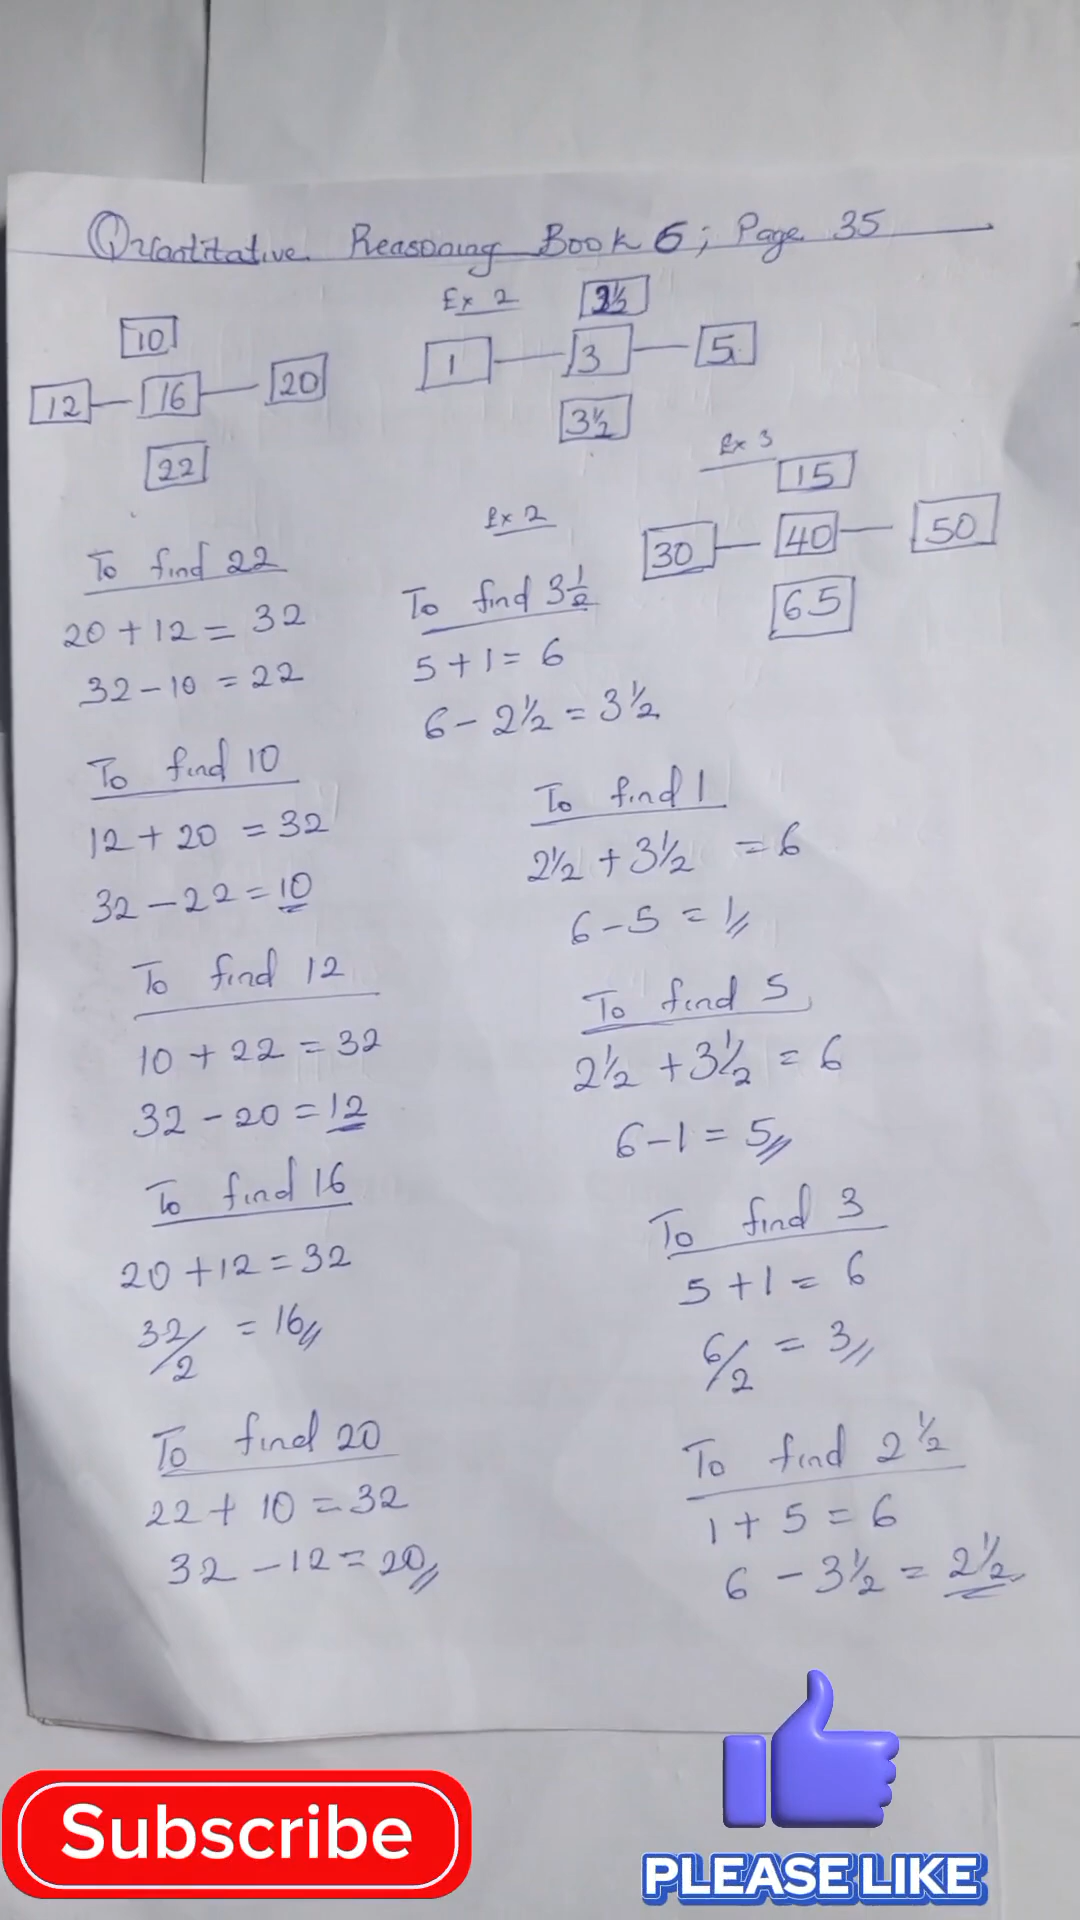 Quantitative Reasoning Book 6; Page 35
10
12 16 20
22
Ex 2
1 3 5
3½
Ex 3
15
30 40 50
65
To find 22
20 + 12 = 32
32 - 10 = 22
To find 10
12 + 20 = 32
32 - 22 = 10
To find 12
10 + 22 = 32
32 - 20 = 12
To find 16
20 + 12 = 32
32/2 = 16//
To find 20
22 + 10 = 32
32 - 12 = 20//
Ex 2
To find 3½
5 + 1 = 6
6 - 2½ = 3½
To find 1
2½ + 3½ = 6
6 - 5 = 1//
To find 5
2½ + 3½ = 6
6 - 1 = 5//
To find 3
5 + 1 = 6
6/2 = 3//
To find 2½
1 + 5 = 6
6 - 3½ = 2½
Subscribe
PLEASE LIKE